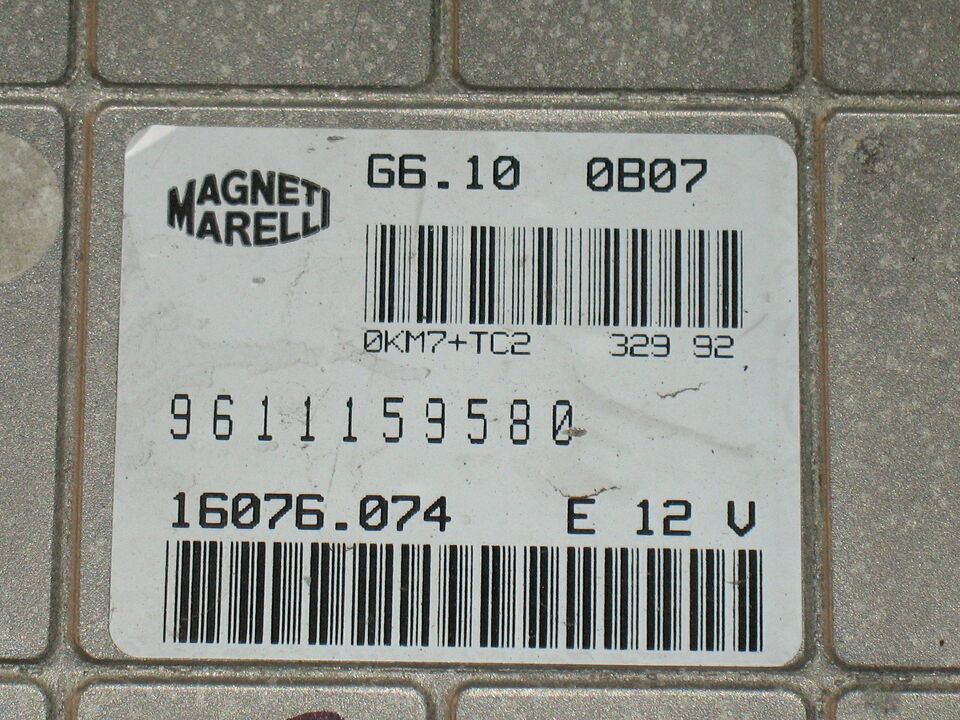 MAGNETI
MARELLI
G6.10 0B07
0KM7+TC2 329 92
9611159580
16076.074 E 12 V